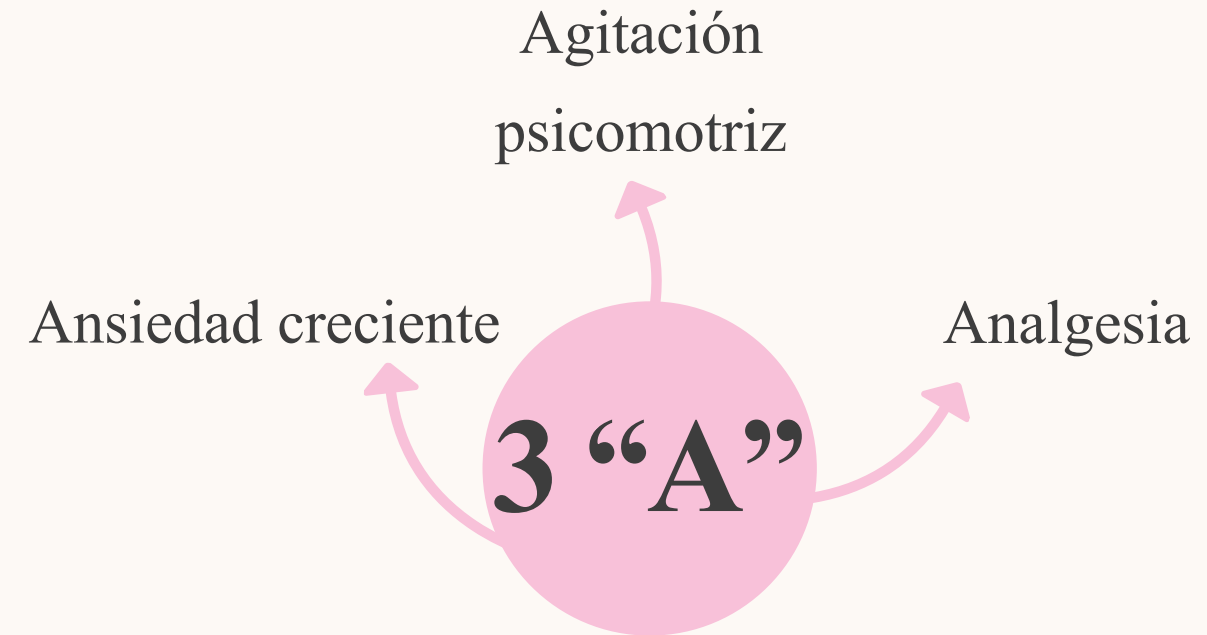 Agitación
psicomotriz
Ansiedad creciente
Analgesia
3 “A”